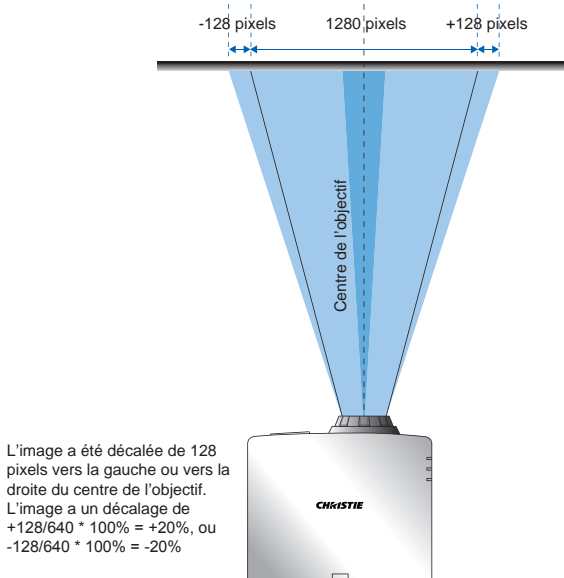 -128 pixels 1280 pixels +128 pixels
Centre de l'objectif
CHRISTIE
L'image a été décalée de 128
pixels vers la gauche ou vers la
droite du centre de l'objectif.
L'image a un décalage de
+128/640 * 100% = +20%, ou
-128/640 * 100% = -20%